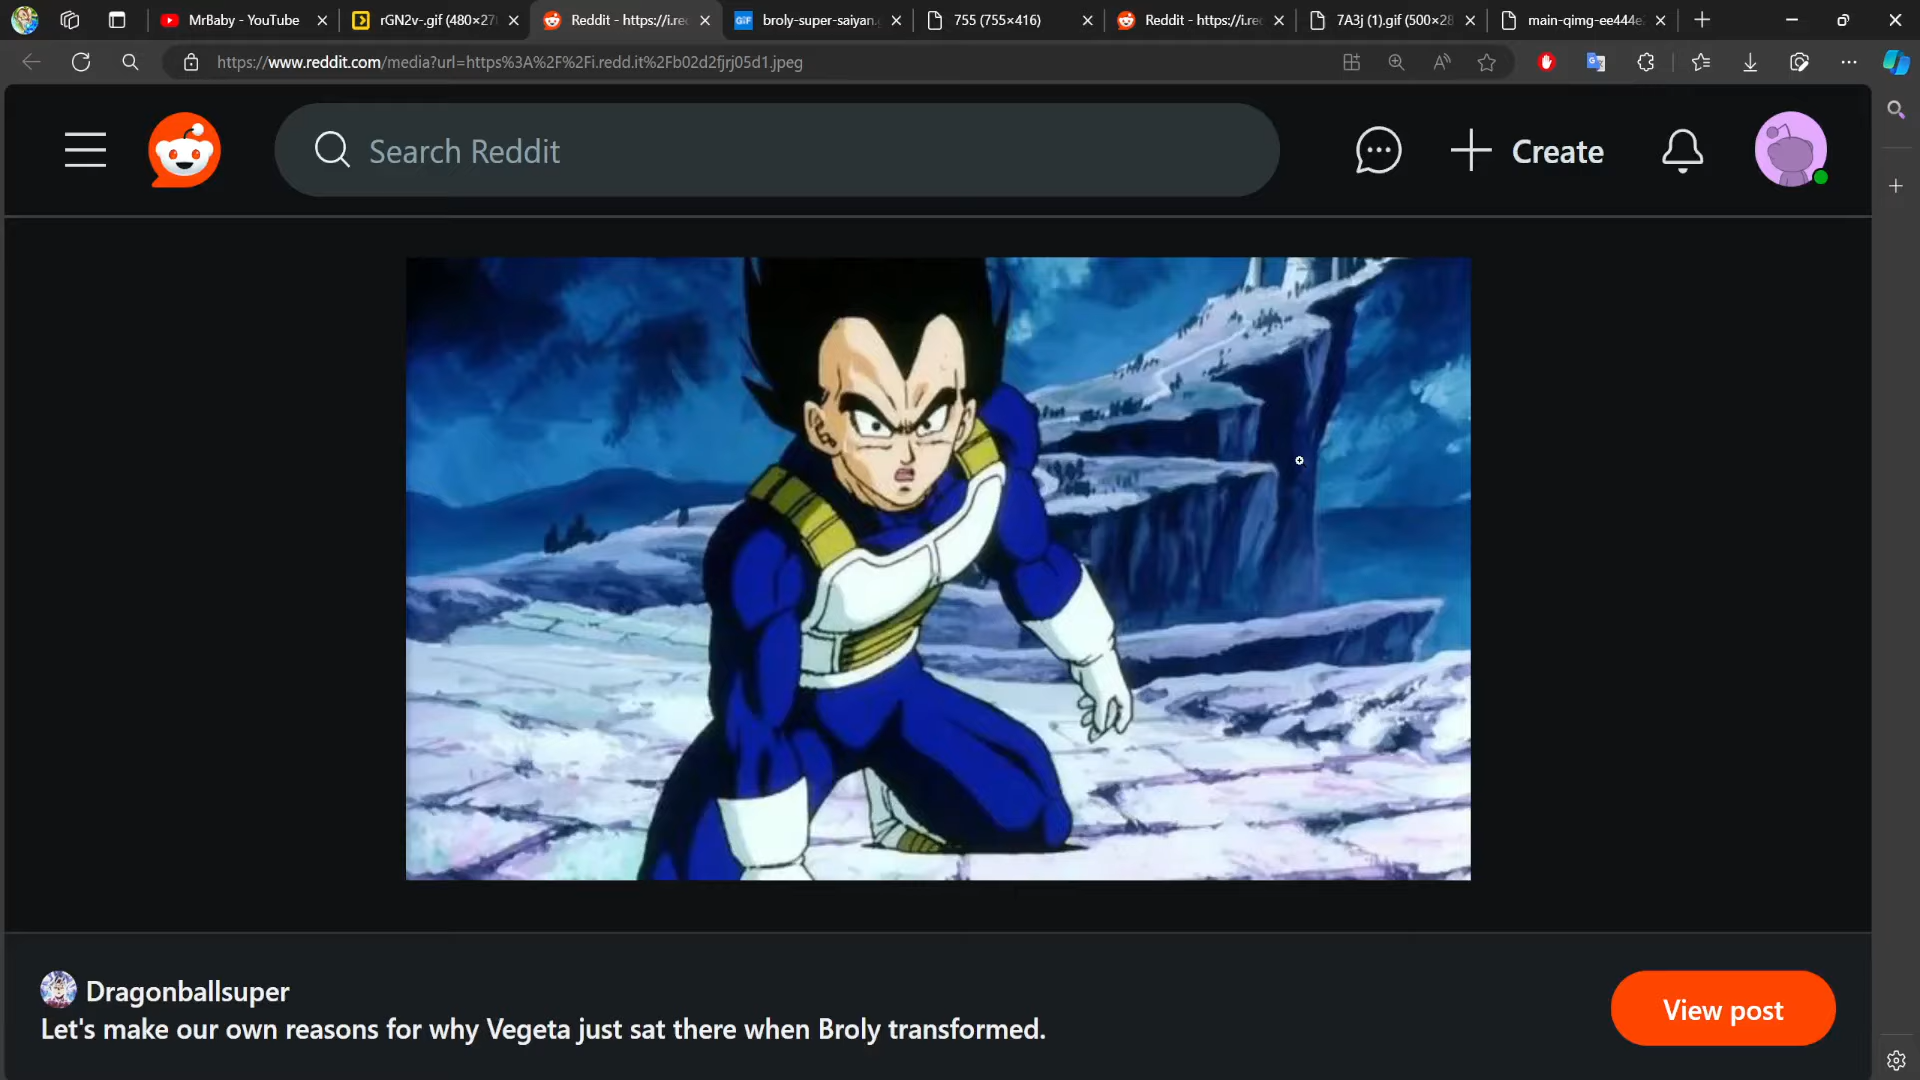 MrBaby - YouTube
rGN2v-.gif (480×27
Reddit - https://i.re
GIF
broly-super-saiyan.
755 (755×416)
Reddit - https://i.re
7A3j (1).gif (500×28
main-qimg-ee444e
https://www.reddit.com/media?url=https%3A%2F%2Fi.redd.it%2Fb02d2fjrj05d1.jpeg
Search Reddit
Create
Dragonballsuper
Let's make our own reasons for why Vegeta just sat there when Broly transformed.
View post